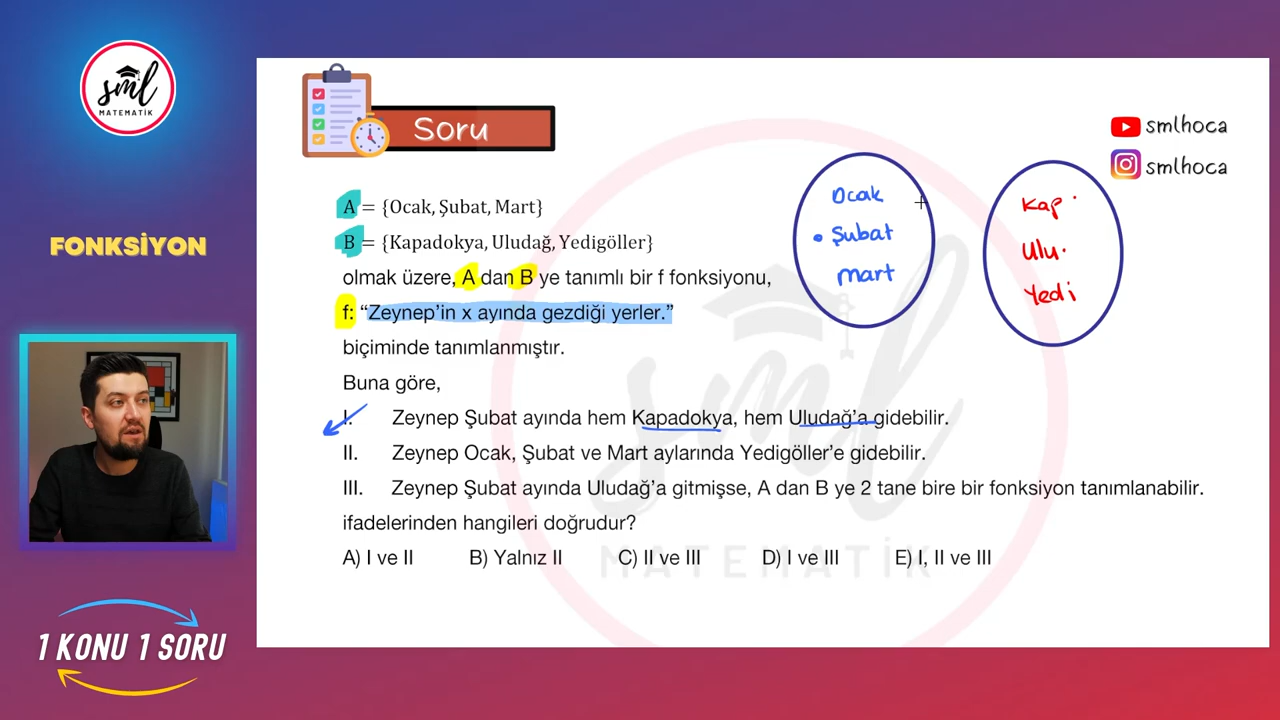 sml
MATEMATİK
Soru
smlhoca
smlhoca
FONKSİYON
A = {Ocak, Şubat, Mart}
B = {Kapadokya, Uludağ, Yedigöller}
olmak üzere, A dan B ye tanımlı bir f fonksiyonu,
f: “Zeynep’in x ayında gezdiği yerler.”
biçiminde tanımlanmıştır.
Buna göre,
I. Zeynep Şubat ayında hem Kapadokya, hem Uludağ’a gidebilir.
II. Zeynep Ocak, Şubat ve Mart aylarında Yedigöller’e gidebilir.
III. Zeynep Şubat ayında Uludağ’a gitmişse, A dan B ye 2 tane bire bir fonksiyon tanımlanabilir.
ifadelerinden hangileri doğrudur?
A) I ve II B) Yalnız II C) II ve III D) I ve III E) I, II ve III
Ocak
Şubat
Mart
Kap
Ulu
Yedi
sml
MATEMATİK
1 KONU 1 SORU